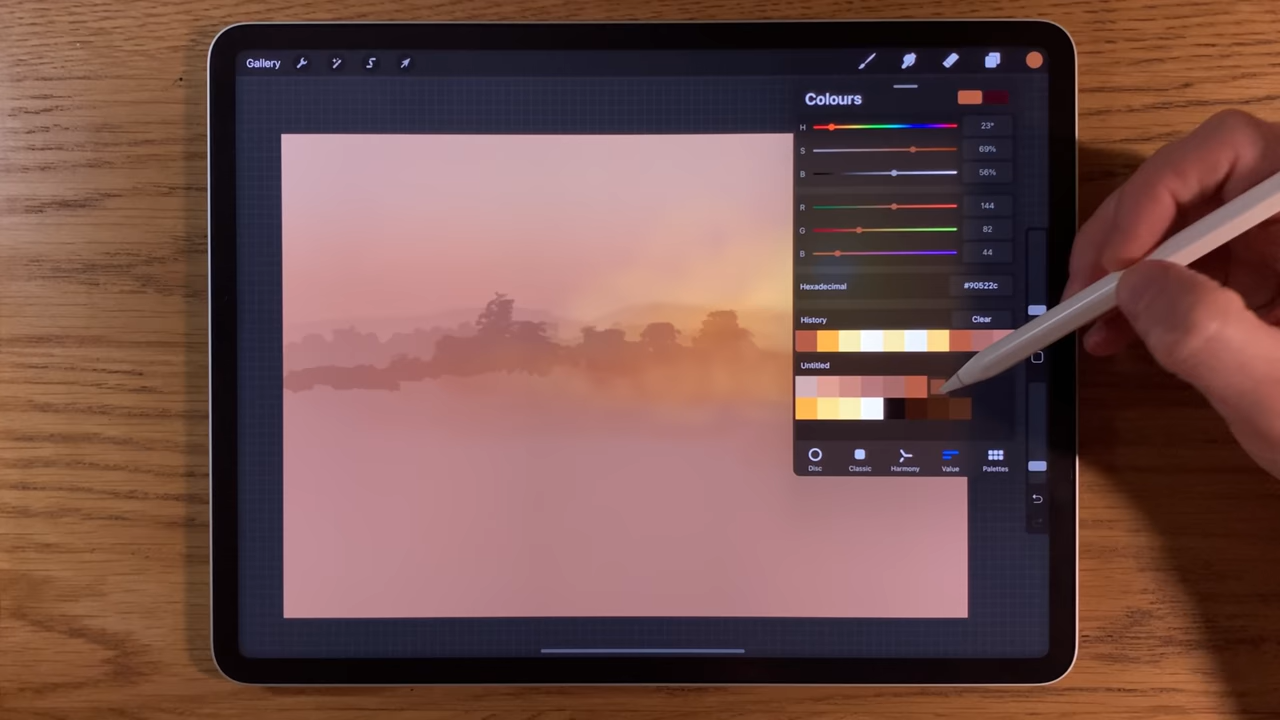 Gallery
Colours
H 23°
S 69%
B 56%
R 144
G 82
B 44
Hexadecimal #90522c
History Clear
Untitled
Disc Classic Harmony Value Palettes